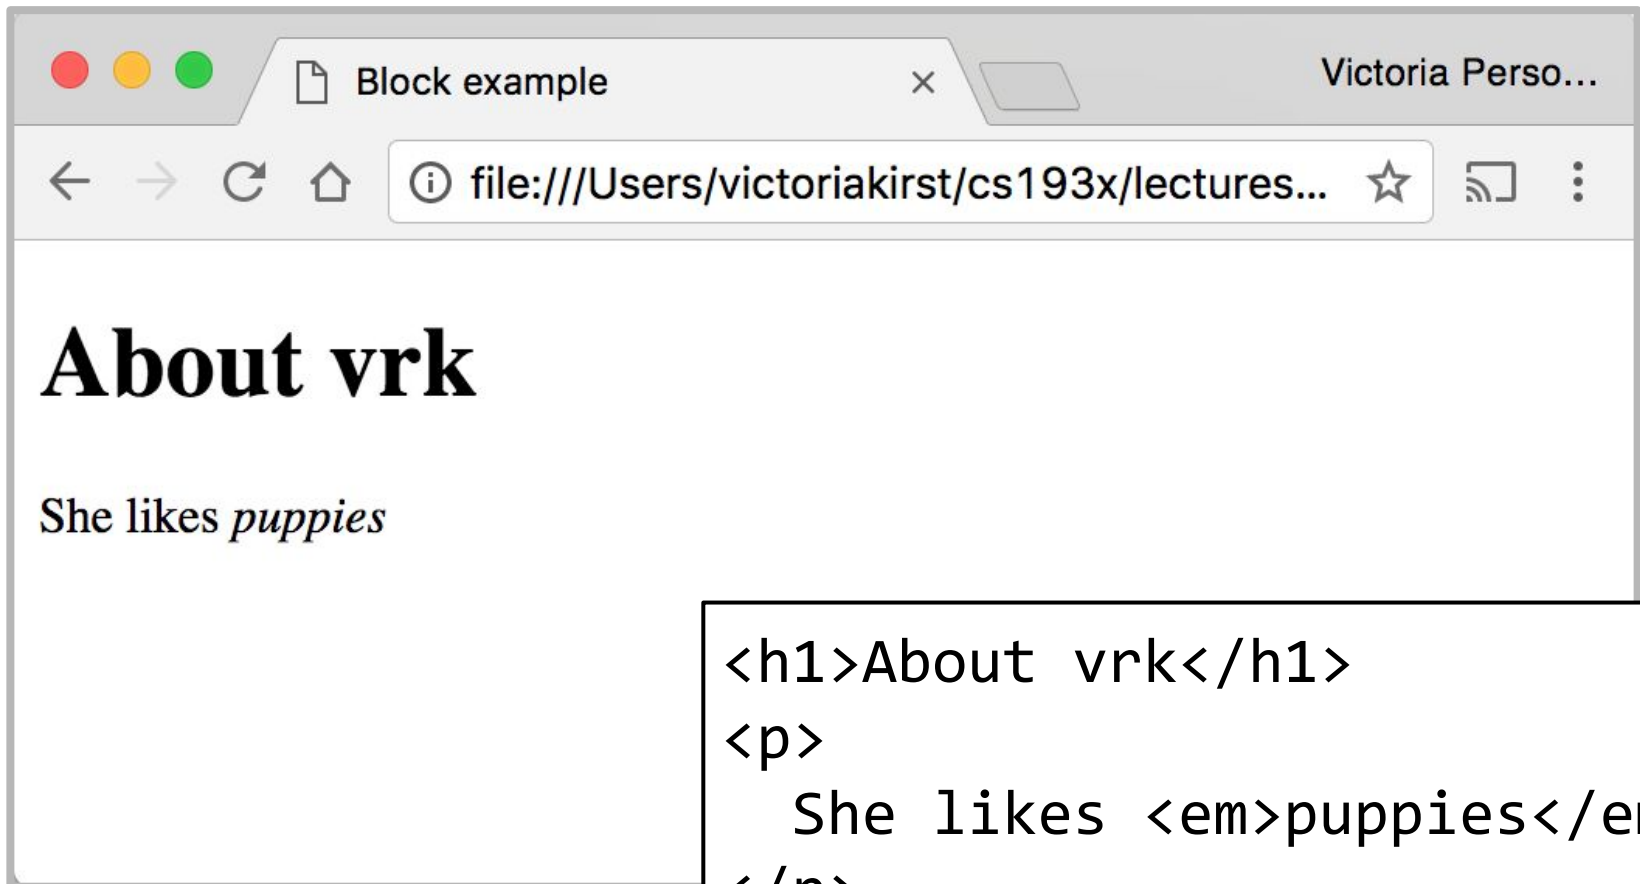 Block example
Victoria Perso...
file:///Users/victoriakirst/cs193x/lectures...
About vrk
She likes puppies
<h1>About vrk</h1>
<p>
She likes <em>puppies</e
</p>